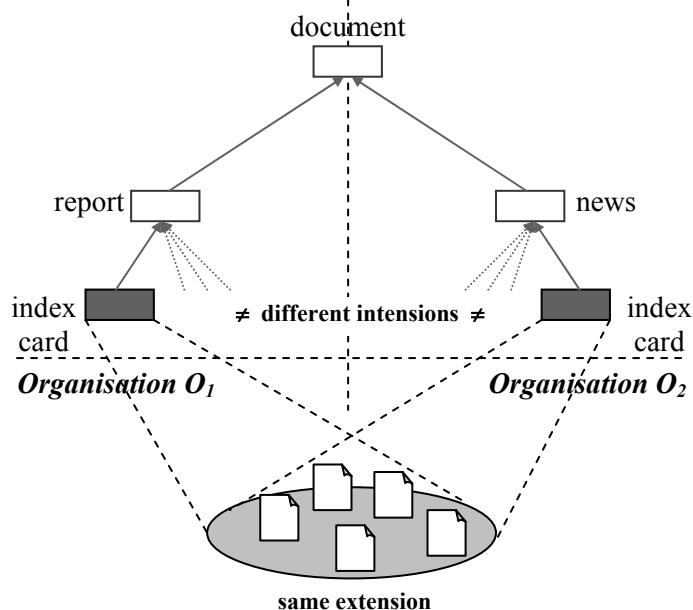 document
report
news
index
card
≠ different intensions ≠
index
card
Organisation O₁
Organisation O₂
same extension